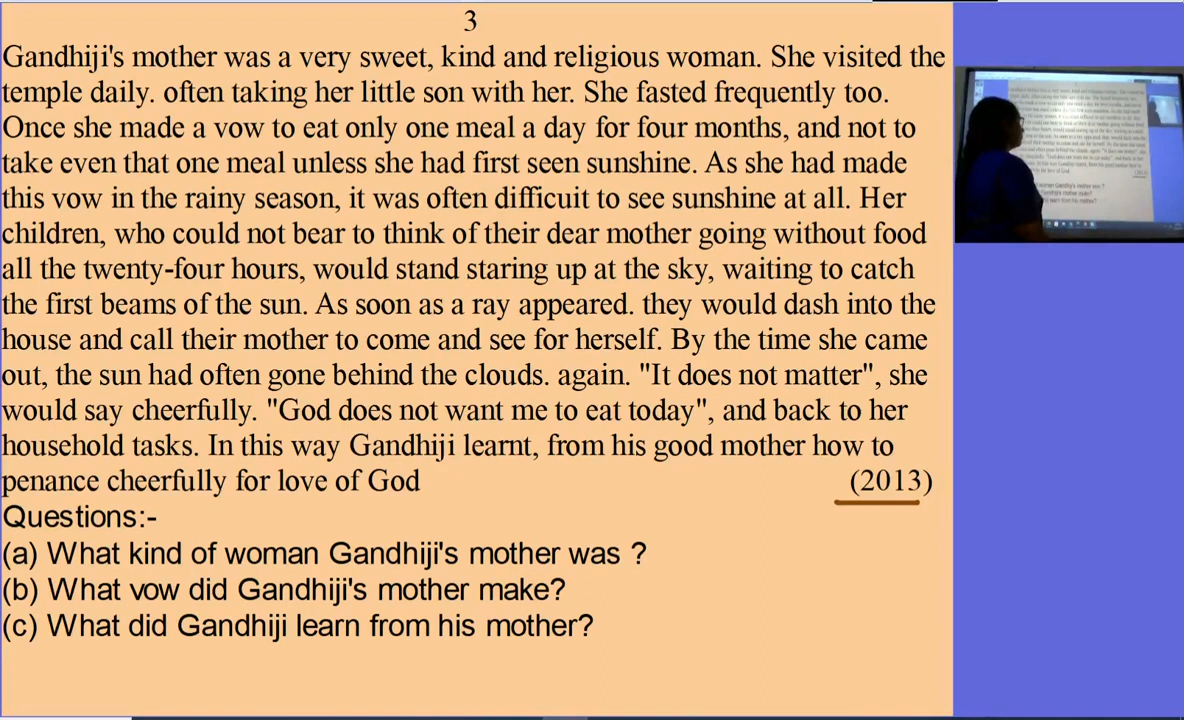 3
Gandhiji's mother was a very sweet, kind and religious woman. She visited the
temple daily. often taking her little son with her. She fasted frequently too.
Once she made a vow to eat only one meal a day for four months, and not to
take even that one meal unless she had first seen sunshine. As she had made
this vow in the rainy season, it was often difficuit to see sunshine at all. Her
children, who could not bear to think of their dear mother going without food
all the twenty-four hours, would stand staring up at the sky, waiting to catch
the first beams of the sun. As soon as a ray appeared. they would dash into the
house and call their mother to come and see for herself. By the time she came
out, the sun had often gone behind the clouds. again. "It does not matter", she
would say cheerfully. "God does not want me to eat today", and back to her
household tasks. In this way Gandhiji learnt, from his good mother how to
penance cheerfully for love of God (2013)
Questions:-
(a) What kind of woman Gandhiji's mother was ?
(b) What vow did Gandhiji's mother make?
(c) What did Gandhiji learn from his mother?